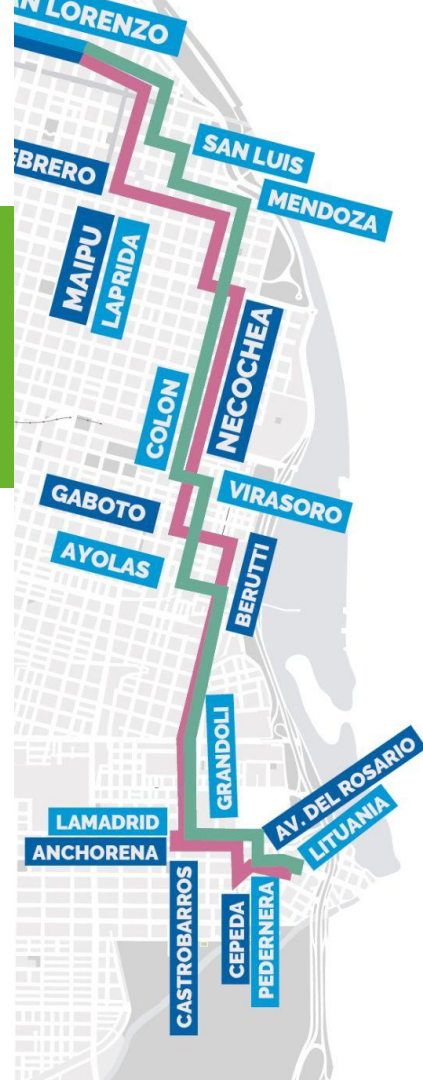 AN LORENZO
SAN LUIS
EBRERO
MENDOZA
MAIPU
LAPRIDA
NECOCHEA
COLON
GABOTO
VIRASORO
AYOLAS
BERUTTI
GRANDOLI
AV. DEL ROSARIO
LAMADRID
LITUANIA
ANCHORENA
CASTROBARROS
CEPEDA
PEDERNERA